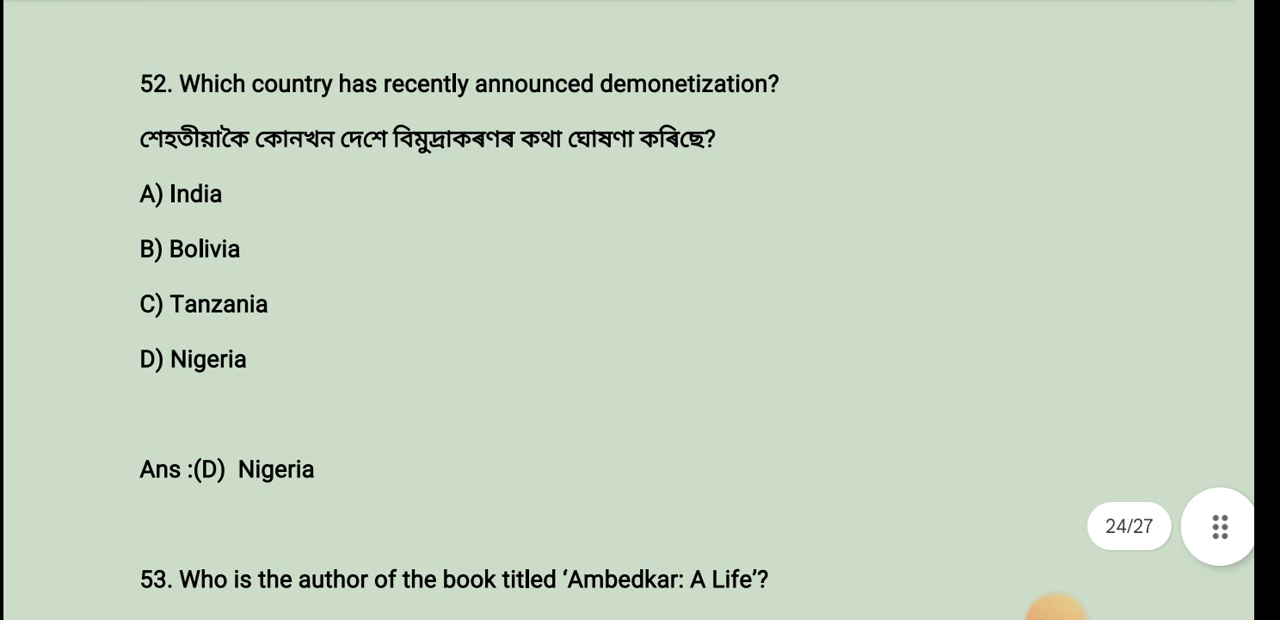 52. Which country has recently announced demonetization?
শেহতীয়াকৈ কোনখন দেশে বিমুদ্ৰাকৰণৰ কথা ঘোষণা কৰিছে?
A) India
B) Bolivia
C) Tanzania
D) Nigeria
Ans :(D)  Nigeria
24/27
53. Who is the author of the book titled ‘Ambedkar: A Life’?